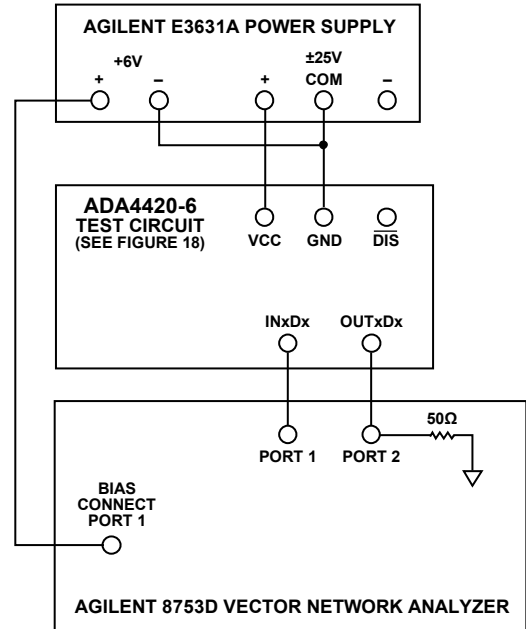 AGILENT E3631A POWER SUPPLY
+6V
±25V
+
–
+
COM
–
ADA4420-6
TEST CIRCUIT
(SEE FIGURE 18)
VCC
GND
DIS
INxDx
OUTxDx
50Ω
PORT 1
PORT 2
BIAS
CONNECT
PORT 1
AGILENT 8753D VECTOR NETWORK ANALYZER